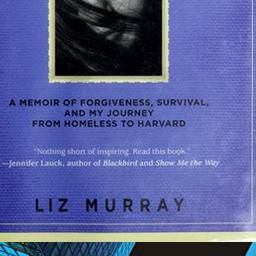 A MEMOIR OF FORGIVENESS, SURVIVAL,
AND MY JOURNEY
FROM HOMELESS TO HARVARD
"Nothing short of inspiring. Read this book."
—Jennifer Lauck, author of Blackbird and Show Me the Way
LIZ MURRAY